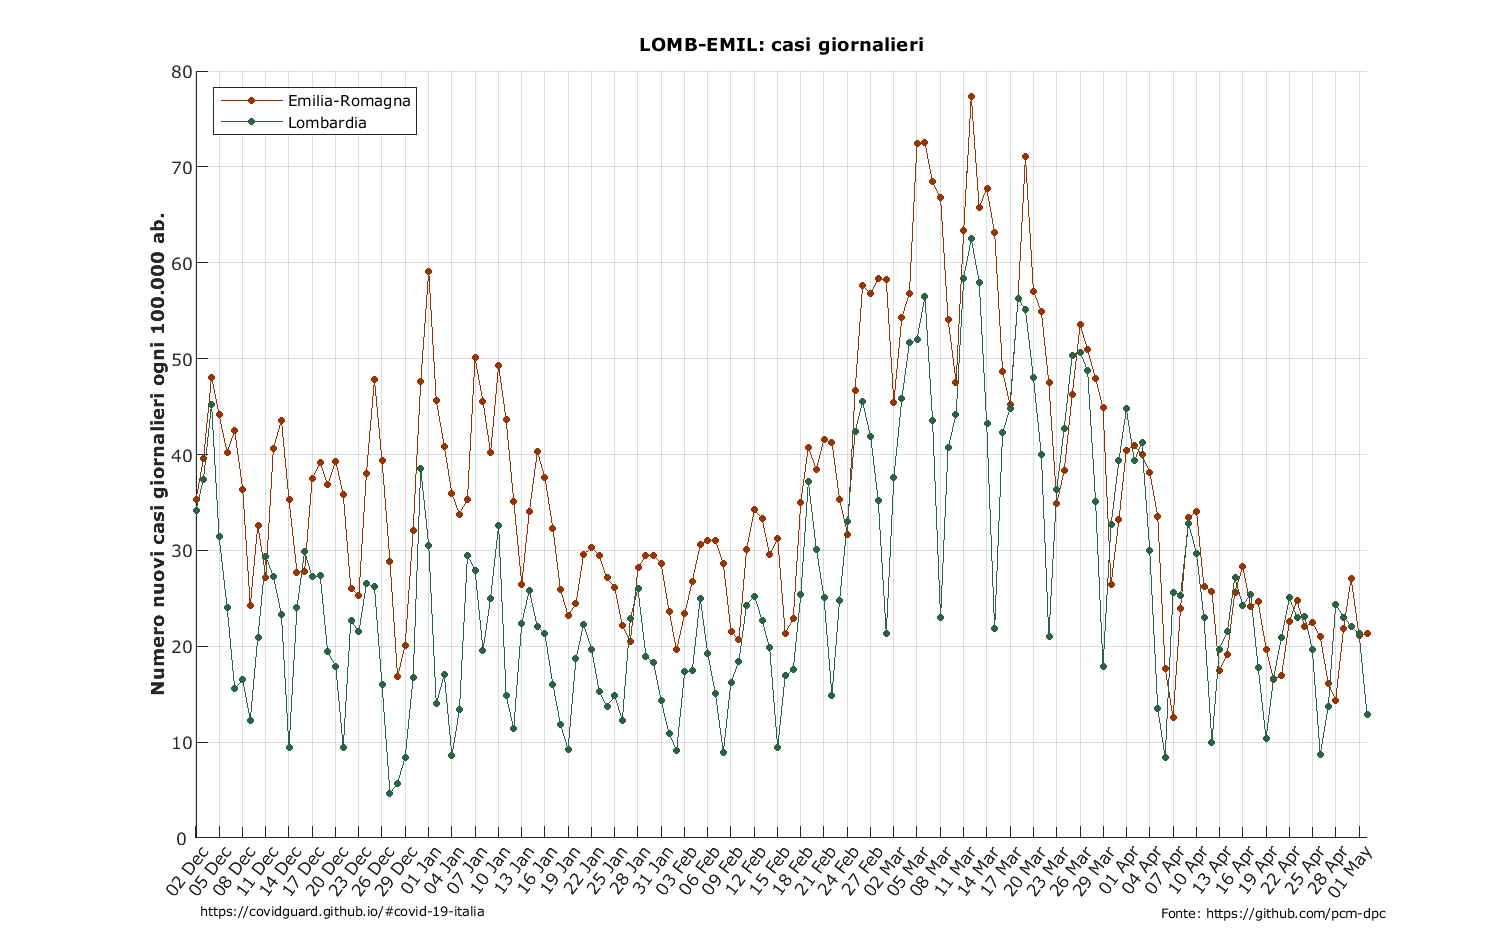 LOMB-EMIL: casi giornalieri
Emilia-Romagna
Lombardia
Numero nuovi casi giornalieri ogni 100.000 ab.
80
70
60
50
40
30
20
10
0
02 Dec
05 Dec
08 Dec
11 Dec
14 Dec
17 Dec
20 Dec
23 Dec
26 Dec
29 Dec
01 Jan
04 Jan
07 Jan
10 Jan
13 Jan
16 Jan
19 Jan
22 Jan
25 Jan
28 Jan
31 Jan
03 Feb
06 Feb
09 Feb
12 Feb
15 Feb
18 Feb
21 Feb
24 Feb
27 Feb
02 Mar
05 Mar
08 Mar
11 Mar
14 Mar
17 Mar
20 Mar
23 Mar
26 Mar
29 Mar
01 Apr
04 Apr
07 Apr
10 Apr
13 Apr
16 Apr
19 Apr
22 Apr
25 Apr
28 Apr
01 May
https://covidguard.github.io/#covid-19-italia
Fonte: https://github.com/pcm-dpc